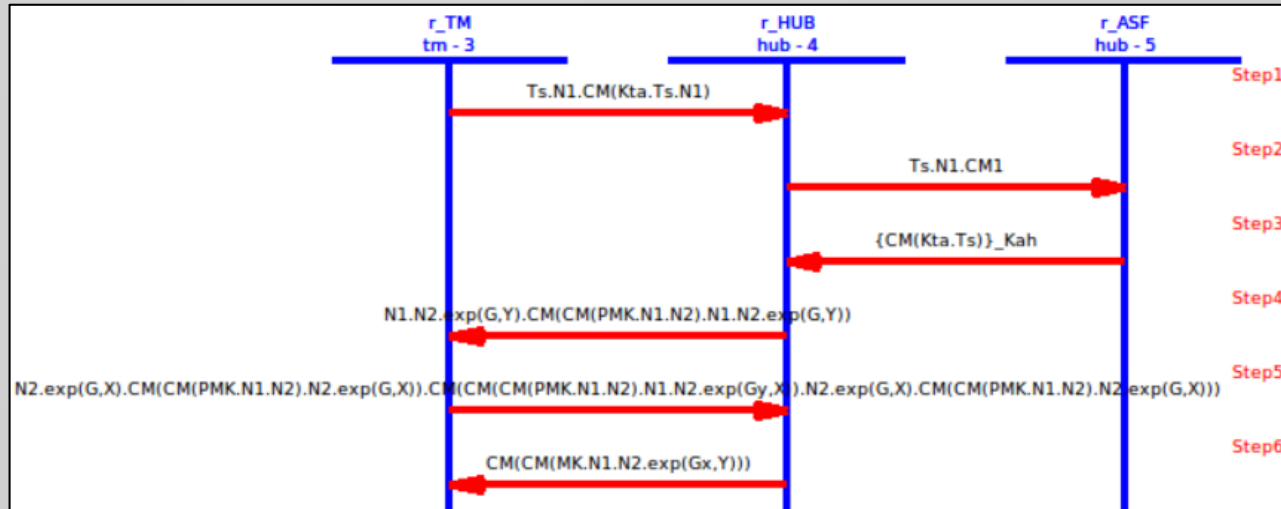 r_TM
tm - 3
r_HUB
hub - 4
r_ASF
hub - 5
Step1
Ts.N1.CM(Kta.Ts.N1)
Step2
Ts.N1.CM1
Step3
{CM(Kta.Ts)}_Kah
Step4
N1.N2.exp(G,Y).CM(CM(PMK.N1.N2).N1.N2.exp(G,Y))
Step5
N2.exp(G,X).CM(CM(PMK.N1.N2).N2.exp(G,X)).CM(CM(CM(PMK.N1.N2).N1.N2.exp(Gy,X)).N2.exp(G,X).CM(CM(PMK.N1.N2).N2.exp(G,X)))
Step6
CM(CM(MK.N1.N2.exp(Gx,Y)))